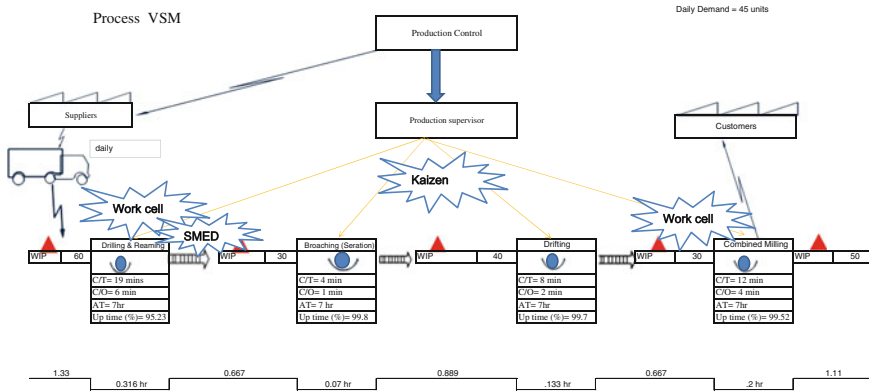 Daily Demand = 45 units
Process VSM
Production Control
Suppliers
Production supervisor
Customers
daily
Kaizen
Work cell
SMED
Work cell
Drilling & Reaming
Broaching (Seration)
Drifting
Combined Milling
WIP 60
WIP 30
40
WIP 30
WIP 50
C/T= 19 mins
C/O= 6 min
AT= 7hr
Up time (%)= 95.23
C/T= 4 min
C/O= 1 min
AT= 7 hr
Up time (%)= 99.8
C/T= 8 min
C/O= 2 min
AT= 7hr
Up time (%)= 99.7
C/T= 12 min
C/O= 4 min
AT= 7hr
Up time (%)= 99.52
1.33
0.316 hr
0.667
0.07 hr
0.889
.133 hr
0.667
.2 hr
1.11